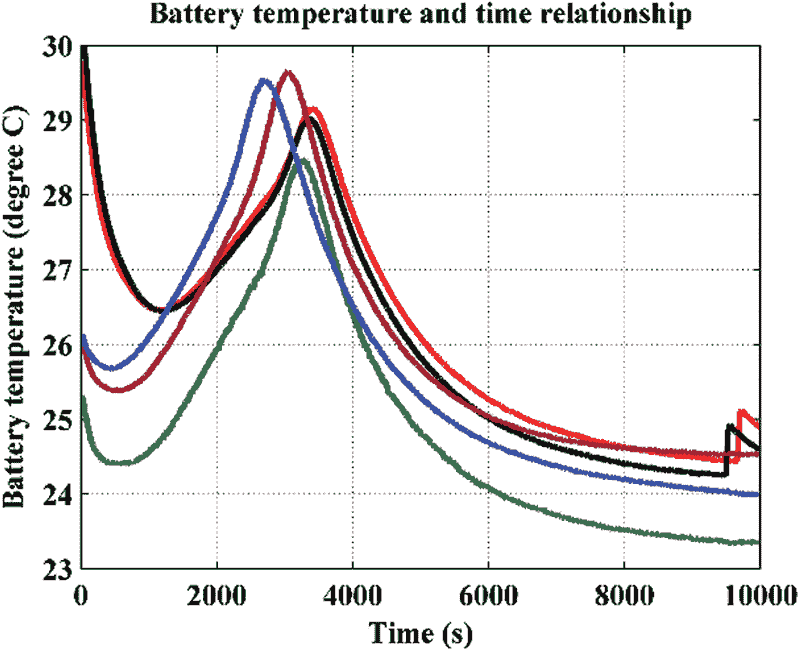 Battery temperature and time relationship
Battery temperature (degree C)
30
29
28
27
26
25
24
23
0 2000 4000 6000 8000 10000
Time (s)